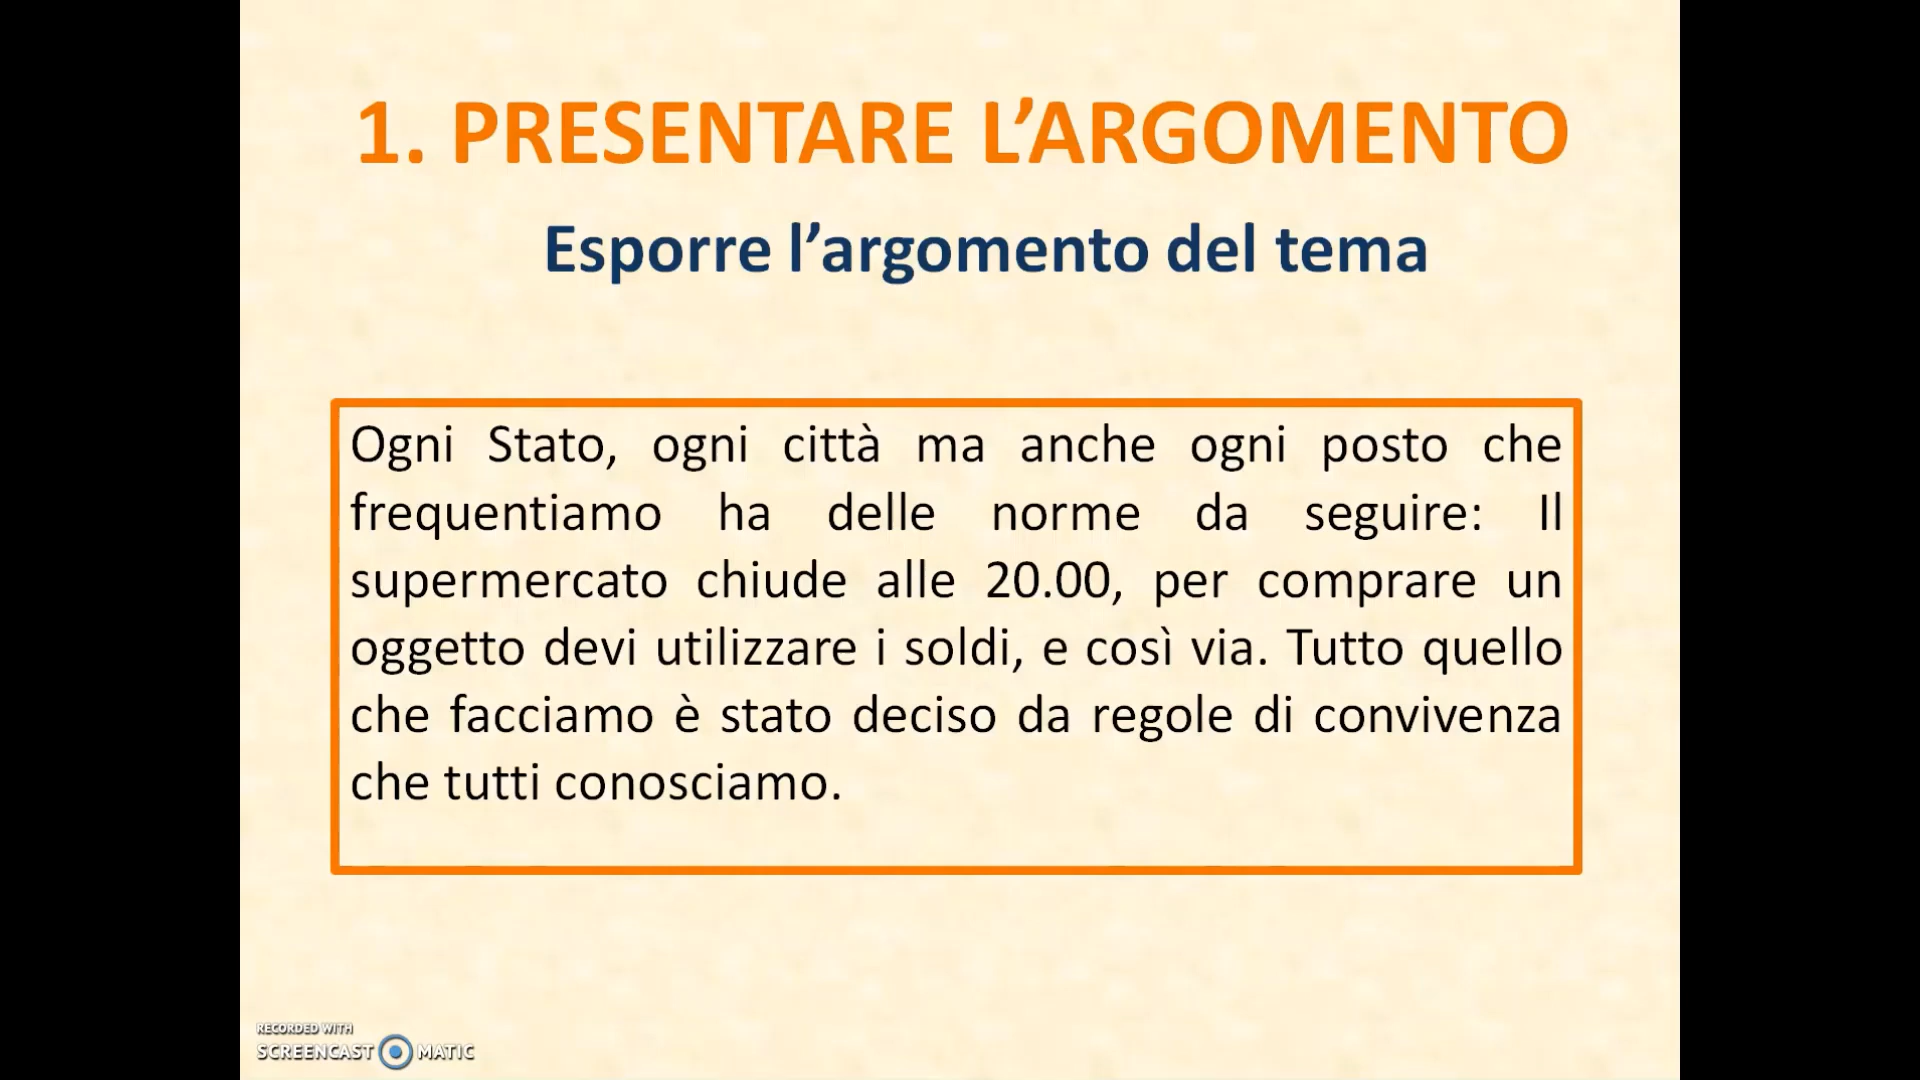 1. PRESENTARE L’ARGOMENTO
Esporre l’argomento del tema
Ogni Stato, ogni città ma anche ogni posto che
frequentiamo ha delle norme da seguire: Il
supermercato chiude alle 20.00, per comprare un
oggetto devi utilizzare i soldi, e così via. Tutto quello
che facciamo è stato deciso da regole di convivenza
che tutti conosciamo.
RECORDED WITH
SCREENCAST MATIC